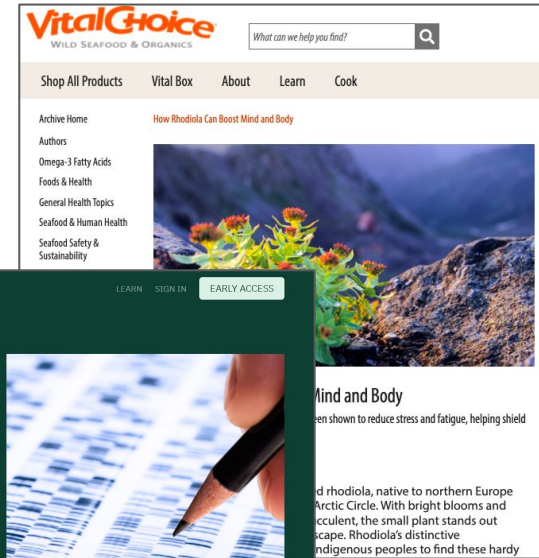 VitalChoice
WILD SEAFOOD & ORGANICS
What can we help you find?
Shop All Products Vital Box About Learn Cook
Archive Home
Authors
Omega-3 Fatty Acids
Foods & Health
General Health Topics
Seafood & Human Health
Seafood Safety &
Sustainability
How Rhodiola Can Boost Mind and Body
LEARN SIGN IN EARLY ACCESS
Mind and Body
een shown to reduce stress and fatigue, helping shield
d rhodiola, native to northern Europe
Arctic Circle. With bright blooms and
cculent, the small plant stands out
scape. Rhodiola's distinctive
ndigenous peoples to find these hardy